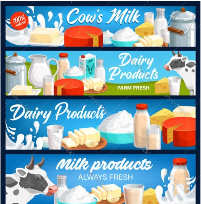 100%
Cow's Milk
Dairy
Products
FARM FRESH
Dairy Products
Milk products
ALWAYS FRESH